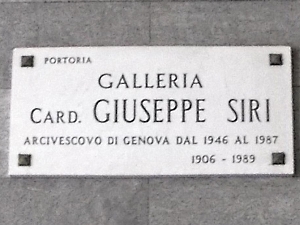 PORTORIA
GALLERIA
CARD. GIUSEPPE SIRI
ARCIVESCOVO DI GENOVA DAL 1946 AL 1987
1906 - 1989